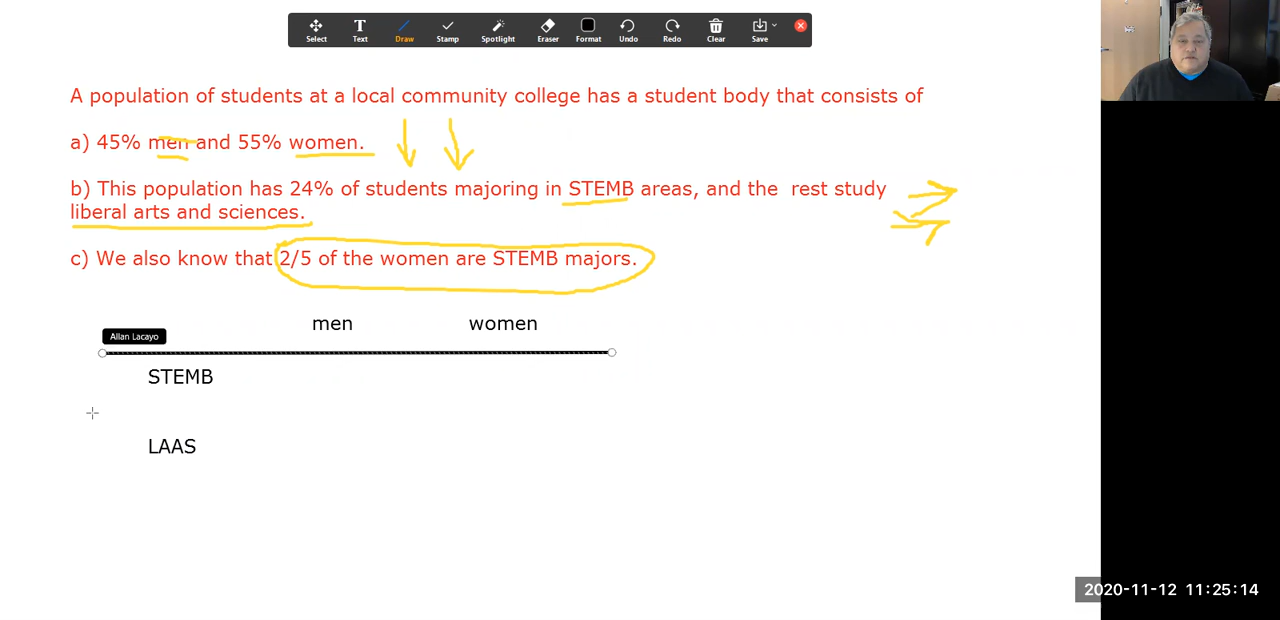 Select Text Draw Stamp Spotlight Eraser Format Undo Redo Clear Save
A population of students at a local community college has a student body that consists of
a) 45% men and 55% women.
b) This population has 24% of students majoring in STEMB areas, and the rest study
liberal arts and sciences.
c) We also know that 2/5 of the women are STEMB majors.
men women
Allan Lacayo
STEMB
LAAS
2020-11-12 11:25:14